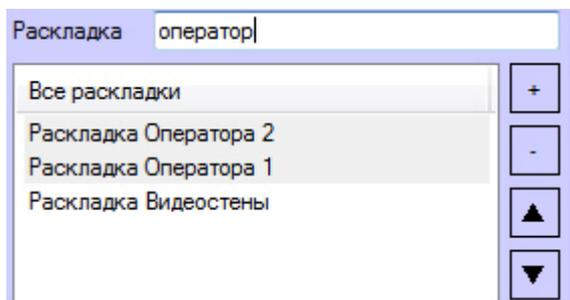 Раскладка оператор
Все раскладки +
Раскладка Оператора 2
Раскладка Оператора 1 -
Раскладка Видеостены
▲
▼